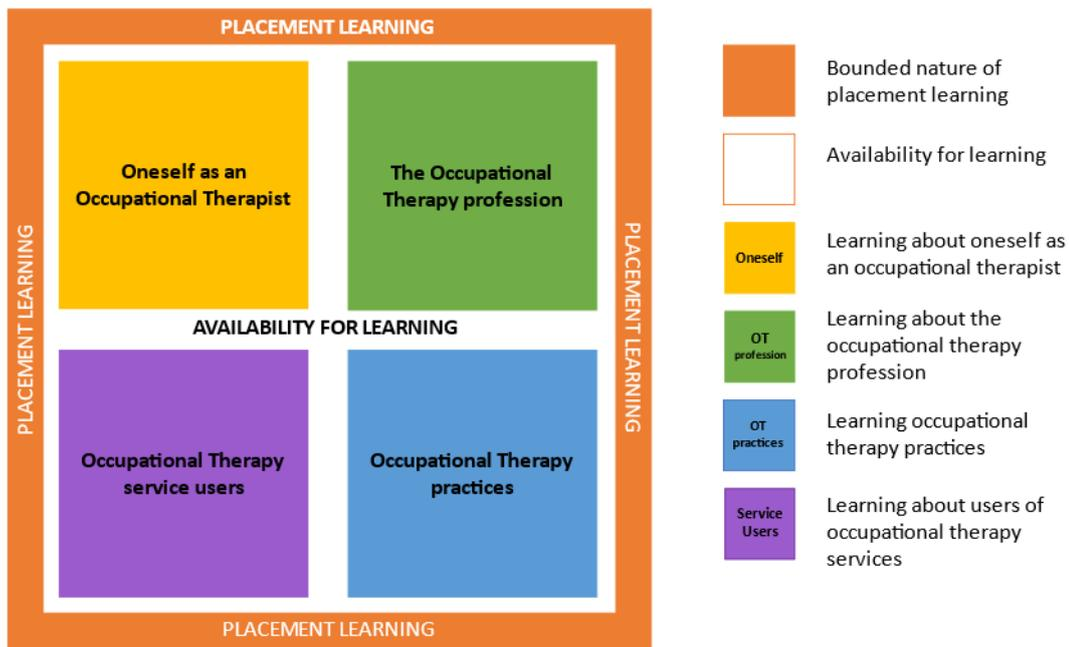 PLACEMENT LEARNING
Oneself as an
Occupational Therapist
The Occupational
Therapy profession
PLACEMENT LEARNING
PLACEMENT LEARNING
AVAILABILITY FOR LEARNING
Occupational Therapy
service users
Occupational Therapy
practices
PLACEMENT LEARNING
Bounded nature of
placement learning
Availability for learning
Oneself
Learning about oneself as
an occupational therapist
OT
profession
Learning about the
occupational therapy
profession
OT
practices
Learning occupational
therapy practices
Service
Users
Learning about users of
occupational therapy
services